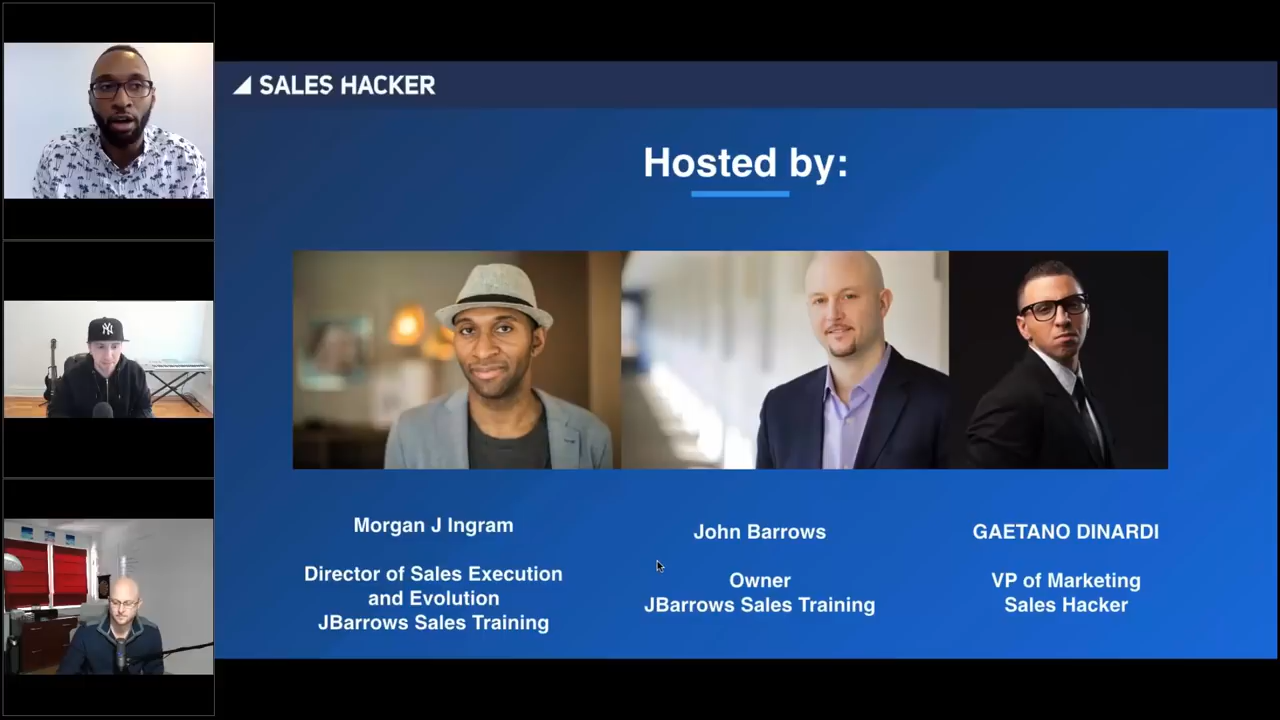 SALES HACKER
Hosted by:
Morgan J Ingram
Director of Sales Execution
and Evolution
JBarrows Sales Training
John Barrows
Owner
JBarrows Sales Training
GAETANO DINARDI
VP of Marketing
Sales Hacker
NY